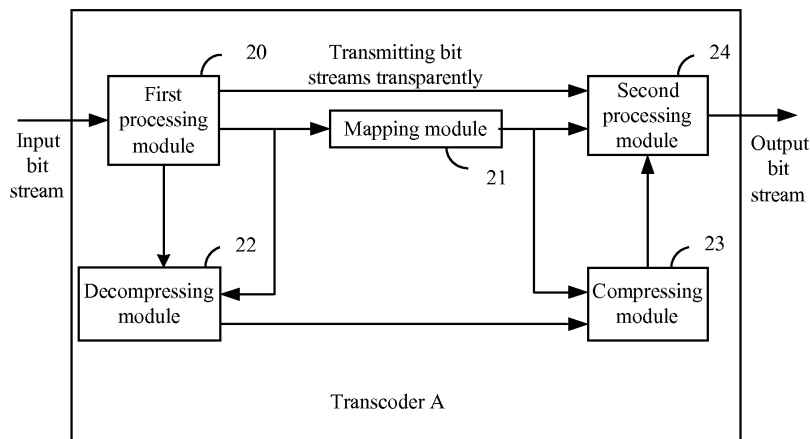 20
Transmitting bit
streams transparently
24
First
processing
module
Second
processing
module
Mapping module
21
Input
bit
stream
Output
bit
stream
22
23
Decompressing
module
Compressing
module
Transcoder A